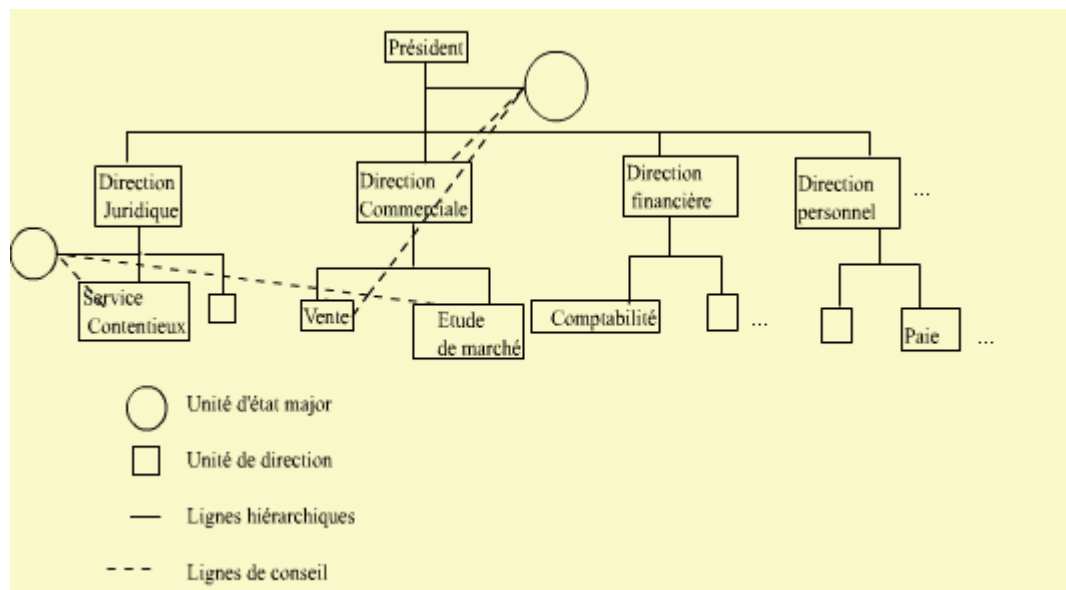 Président
Direction
Juridique
Direction
Commerciale
Direction
financière
Direction
personnel
...
Service
Contentieux
Vente
Etude
de marché
Comptabilité
...
Paie
...
Unité d'état major
Unité de direction
Lignes hiérarchiques
Lignes de conseil